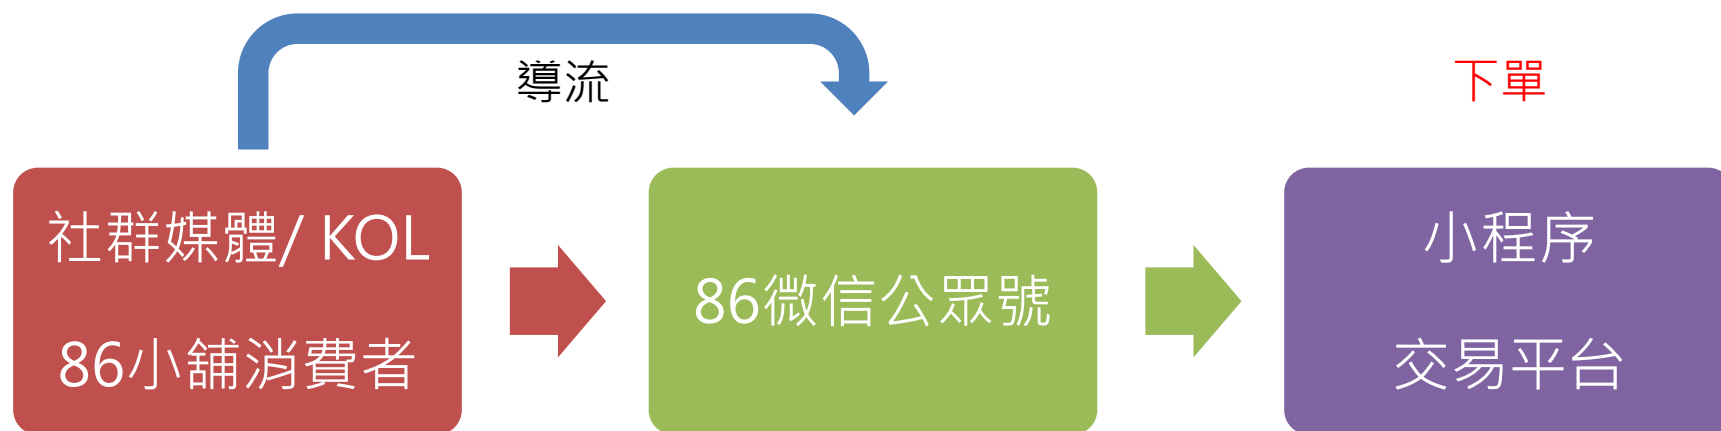 導流
下單
社群媒體/ KOL
86小舖消費者
86微信公眾號
小程序
交易平台